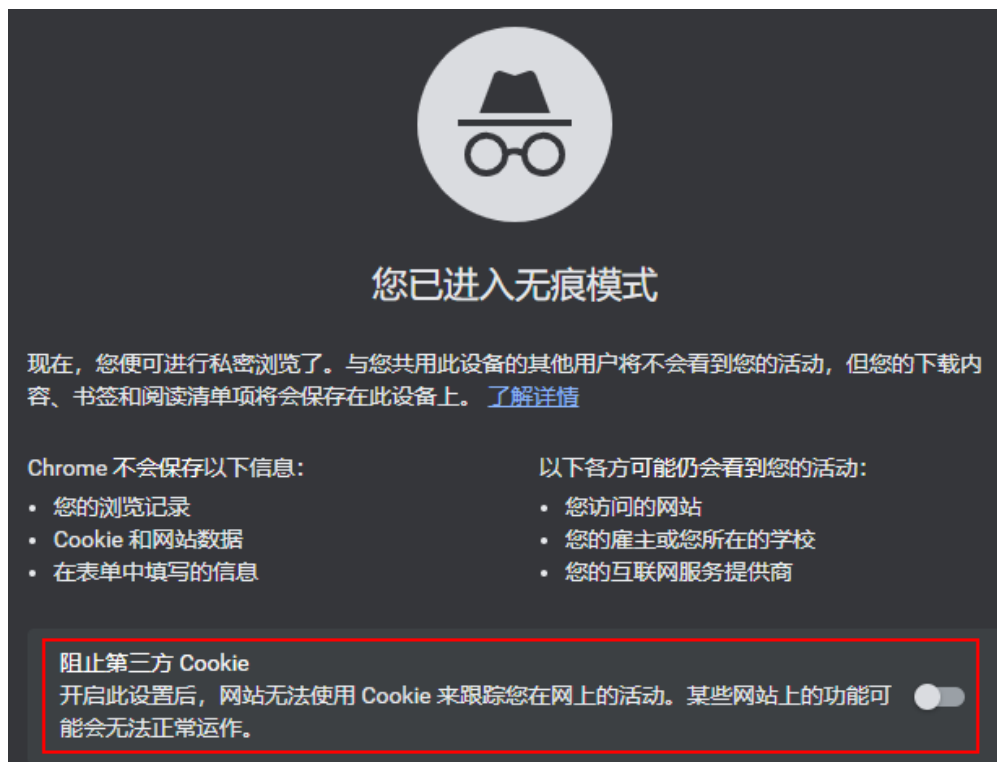 您已进入无痕模式
现在，您便可进行私密浏览了。与您共用此设备的其他用户将不会看到您的活动，但您的下载内
容、书签和阅读清单项将会保存在此设备上。 了解详情
Chrome 不会保存以下信息：
• 您的浏览记录
• Cookie 和网站数据
• 在表单中填写的信息
以下各方可能仍会看到您的活动：
• 您访问的网站
• 您的雇主或您所在的学校
• 您的互联网服务提供商
阻止第三方 Cookie
开启此设置后，网站无法使用 Cookie 来跟踪您在网上的活动。某些网站上的功能可
能会无法正常运作。